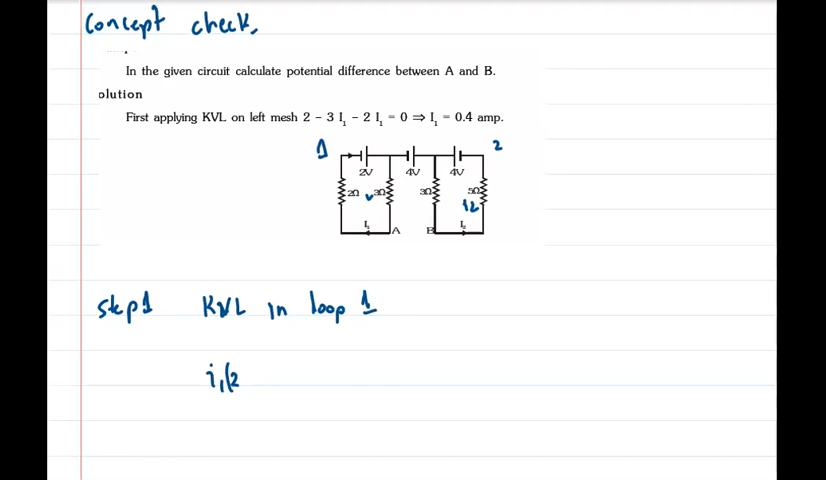 Concept check.
In the given circuit calculate potential difference between A and B.
olution
First applying KVL on left mesh 2 − 3 I₁ − 2 I₁ = 0 ⇒ I₁ = 0.4 amp.
1 2
2V 4V 4V
2Ω 3Ω 3Ω 5Ω
I₁ A B I₂
step1 KVL in loop 1
i₁(2